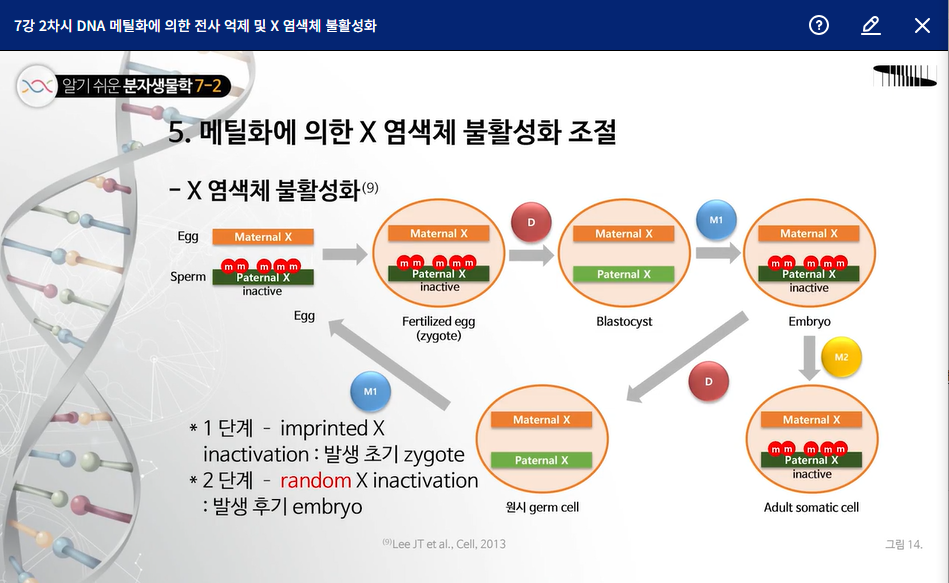 7강 2차시 DNA 메틸화에 의한 전사 억제 및 X 염색체 불활성화
알기 쉬운 분자생물학 7-2
5. 메틸화에 의한 X 염색체 불활성화 조절
- X 염색체 불활성화(9)
Egg
Maternal X
Sperm
m m m m m
Paternal X
inactive
Maternal X
m m m m m
Paternal X
inactive
Fertilized egg
(zygote)
D
Maternal X
Paternal X
Blastocyst
M1
Maternal X
m m m m m
Paternal X
inactive
Embryo
M2
Maternal X
m m m m m
Paternal X
inactive
Adult somatic cell
D
Maternal X
Paternal X
원시 germ cell
M1
Egg
* 1 단계 - imprinted X
inactivation : 발생 초기 zygote
* 2 단계 - random X inactivation
: 발생 후기 embryo
(9)Lee JT et al., Cell, 2013
그림 14.